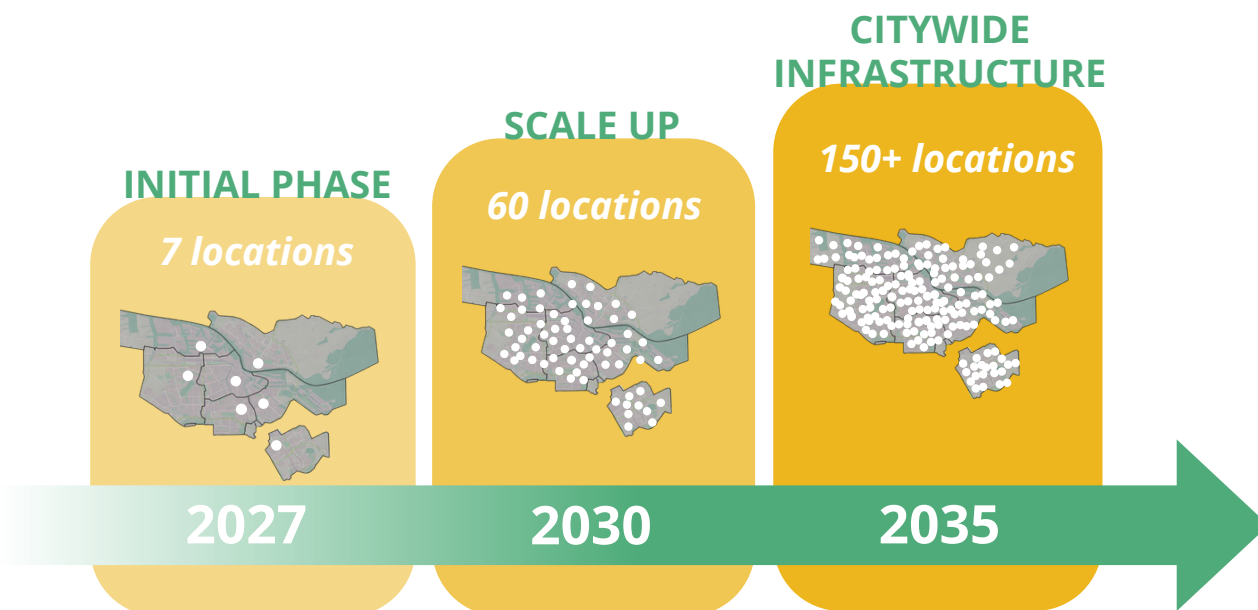 INITIAL PHASE
7 locations
2027
SCALE UP
60 locations
2030
CITYWIDE
INFRASTRUCTURE
150+ locations
2035